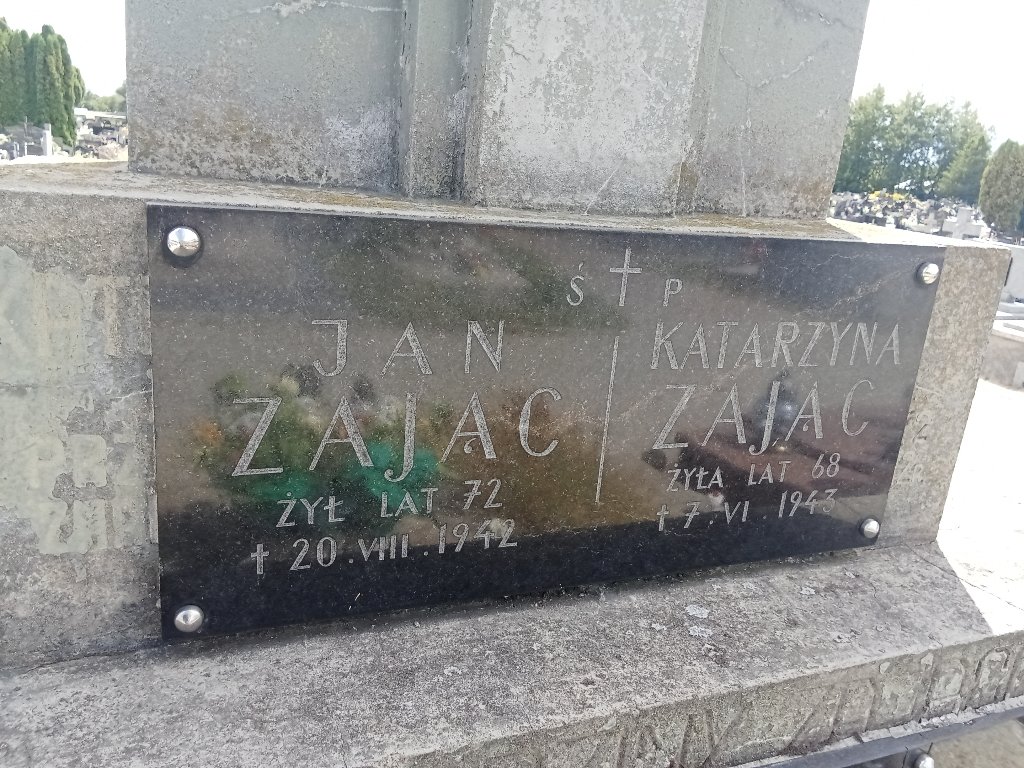 Ś † P
JAN
ZAJĄC
ŻYŁ LAT 72
† 20.VIII.1942
KATARZYNA
ZAJĄC
ŻYŁA LAT 68
† 7.VI.1943